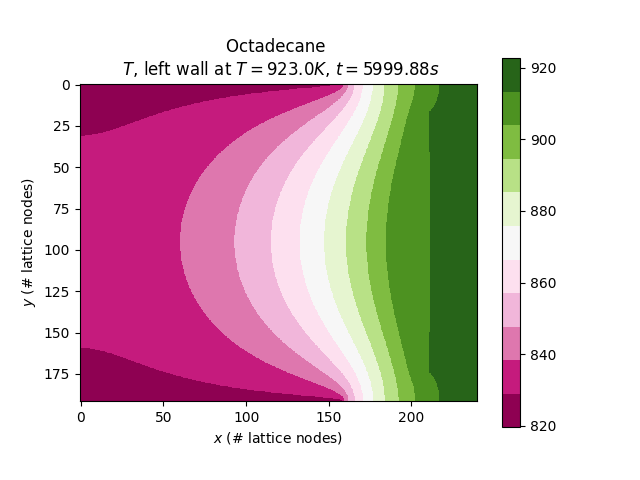 Octadecane
T, left wall at T = 923.0K, t = 5999.88s
0
25
50
75
100
125
150
175
y (# lattice nodes)
0 50 100 150 200
x (# lattice nodes)
920
900
880
860
840
820